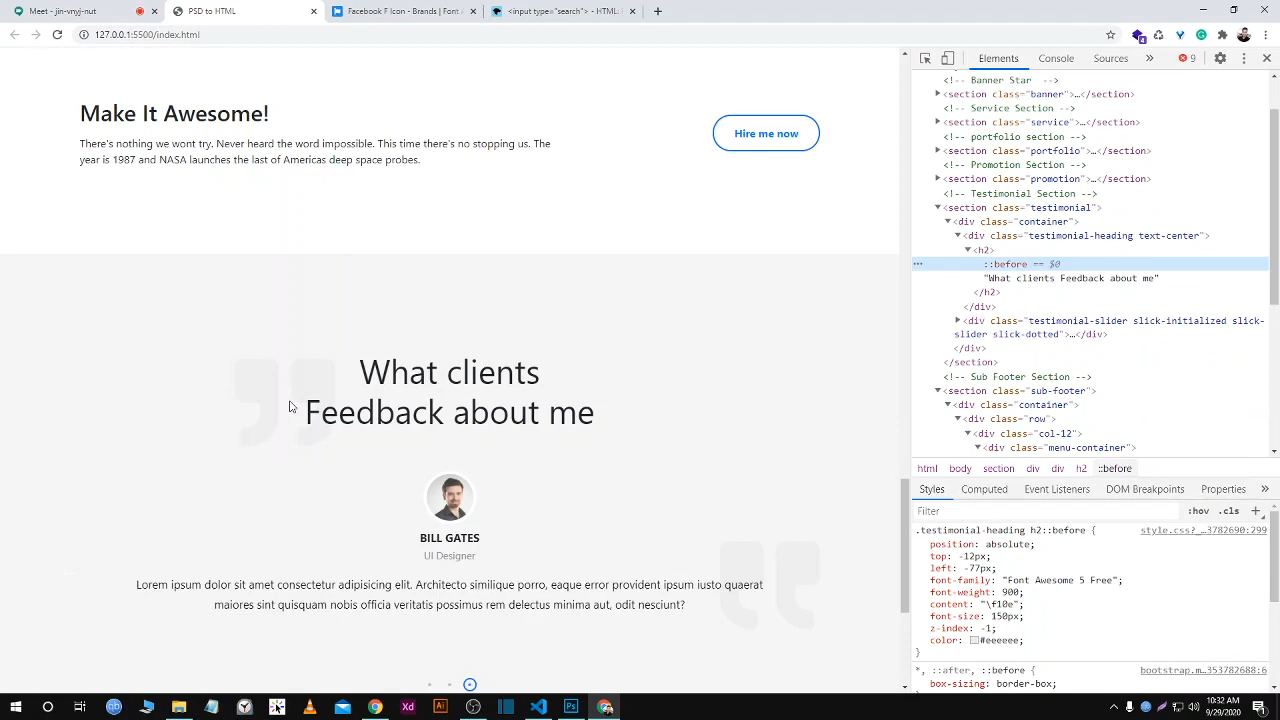 Meet - jin-vnyj-nut
PSD to HTML
Facebook F Icon - Brands | Font
<input type="search"> - HTML:
127.0.0.1:5500/index.html
Make It Awesome!
There's nothing we wont try. Never heard the word impossible. This time there's no stopping us. The
year is 1987 and NASA launches the last of Americas deep space probes.
Hire me now
What clients
Feedback about me
BILL GATES
UI Designer
Lorem ipsum dolor sit amet consectetur adipisicing elit. Architecto similique porro, eaque error provident ipsum iusto quaerat
maiores sint quisquam nobis officia veritatis possimus rem delectus minima aut, odit nesciunt?
Elements Console Sources » 9
<!-- Banner Star -->
<section class="banner">…</section>
<!-- Service Section -->
<section class="service">…</section>
<!-- portfolio section -->
<section class="portfolio">…</section>
<!-- Promotion Section -->
<section class="promotion">…</section>
<!-- Testimonial Section -->
<section class="testimonial">
<div class="container">
<div class="testimonial-heading text-center">
<h2>
::before == $0
"What clients Feedback about me"
</h2>
</div>
<div class="testimonial-slider slick-initialized slick-
slider slick-dotted">…</div>
</div>
</section>
<!-- Sub Footer Section -->
<section class="sub-footer">
<div class="container">
<div class="row">
<div class="col-12">
<div class="menu-container">
html body section div div h2 ::before
Styles Computed Event Listeners DOM Breakpoints Properties »
Filter :hov .cls +
.testimonial-heading h2::before { style.css?_…3782690:299
position: absolute;
top: -12px;
left: -77px;
font-family: "Font Awesome 5 Free";
font-weight: 900;
content: "\f10e";
font-size: 150px;
z-index: -1;
color: #eeeeee;
}
*, ::after, ::before { bootstrap.m…353782688:6
box-sizing: border-box;
10:32 AM
9/29/2020